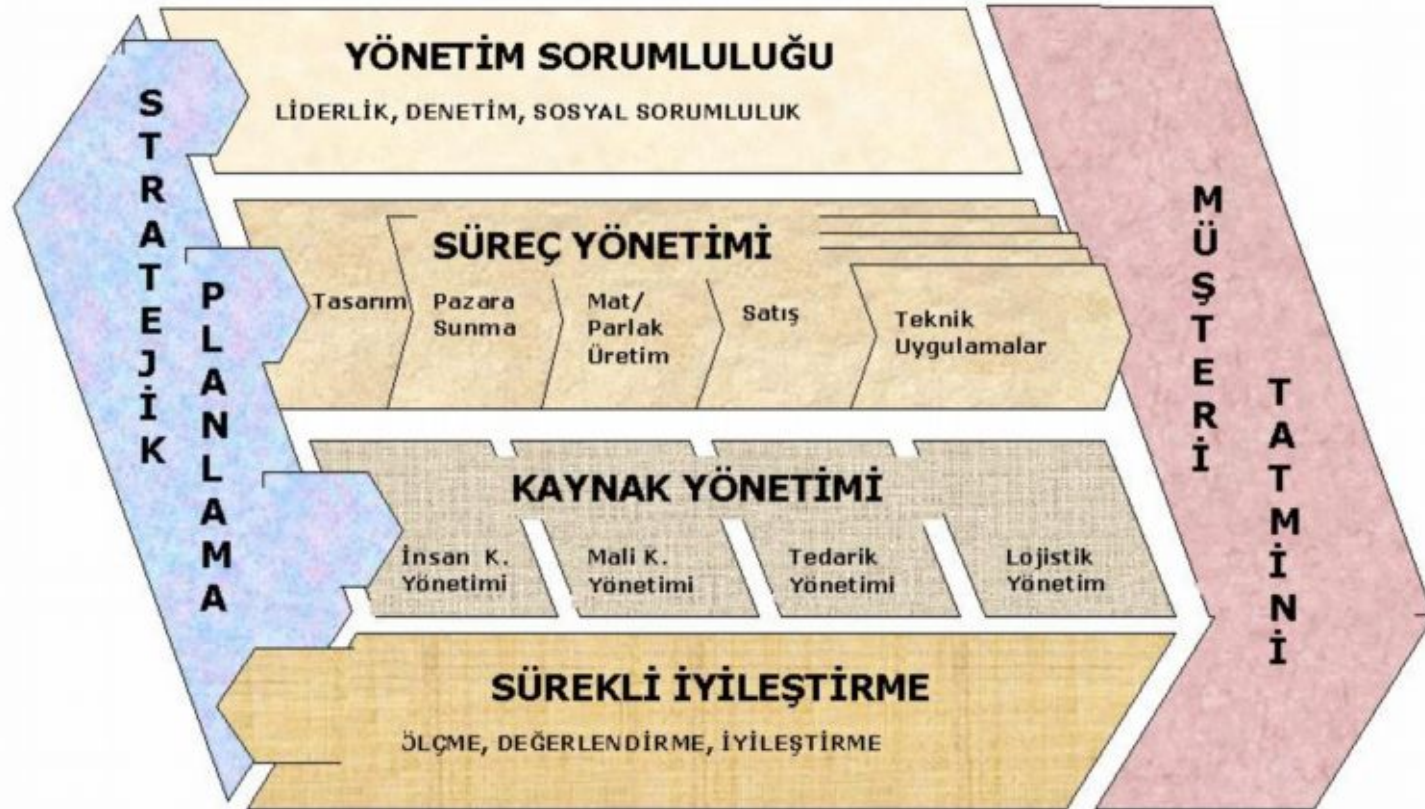 STRATEJİK
PLANLAMA
YÖNETİM SORUMLULUĞU
LİDERLİK, DENETİM, SOSYAL SORUMLULUK
SÜREÇ YÖNETİMİ
Tasarım
Pazara
Sunma
Mat/
Parlak
Üretim
Satış
Teknik
Uygulamalar
KAYNAK YÖNETİMİ
İnsan K.
Yönetimi
Mali K.
Yönetimi
Tedarik
Yönetimi
Lojistik
Yönetim
SÜREKLİ İYİLEŞTİRME
ÖLÇME, DEĞERLENDİRME, İYİLEŞTİRME
MÜŞTERİ
TATMİNİ